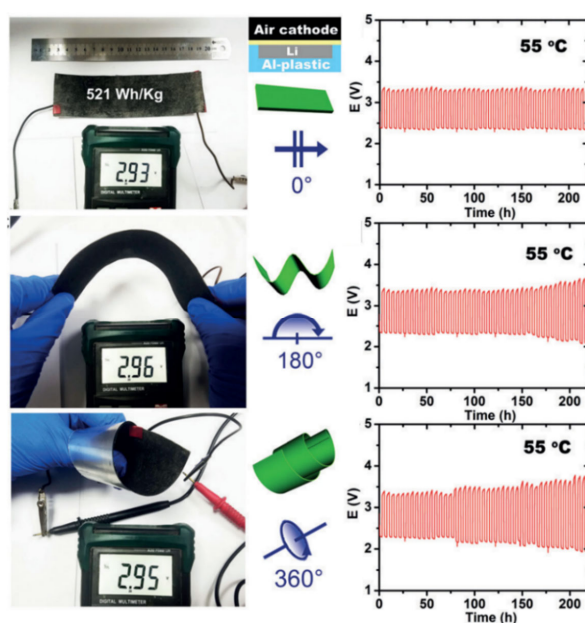 521 Wh/Kg
2.93
DIGITAL MULTIMETER
Air cathode
Li
Al-plastic
0°
55 °C
E (V)
5
4
3
2
1
0 50 100 150 200
Time (h)
2.96
DIGITAL MULTIMETER
180°
55 °C
E (V)
5
4
3
2
1
0 50 100 150 200
Time (h)
2.95
DIGITAL MULTIMETER
360°
55 °C
E (V)
5
4
3
2
1
0 50 100 150 200
Time (h)